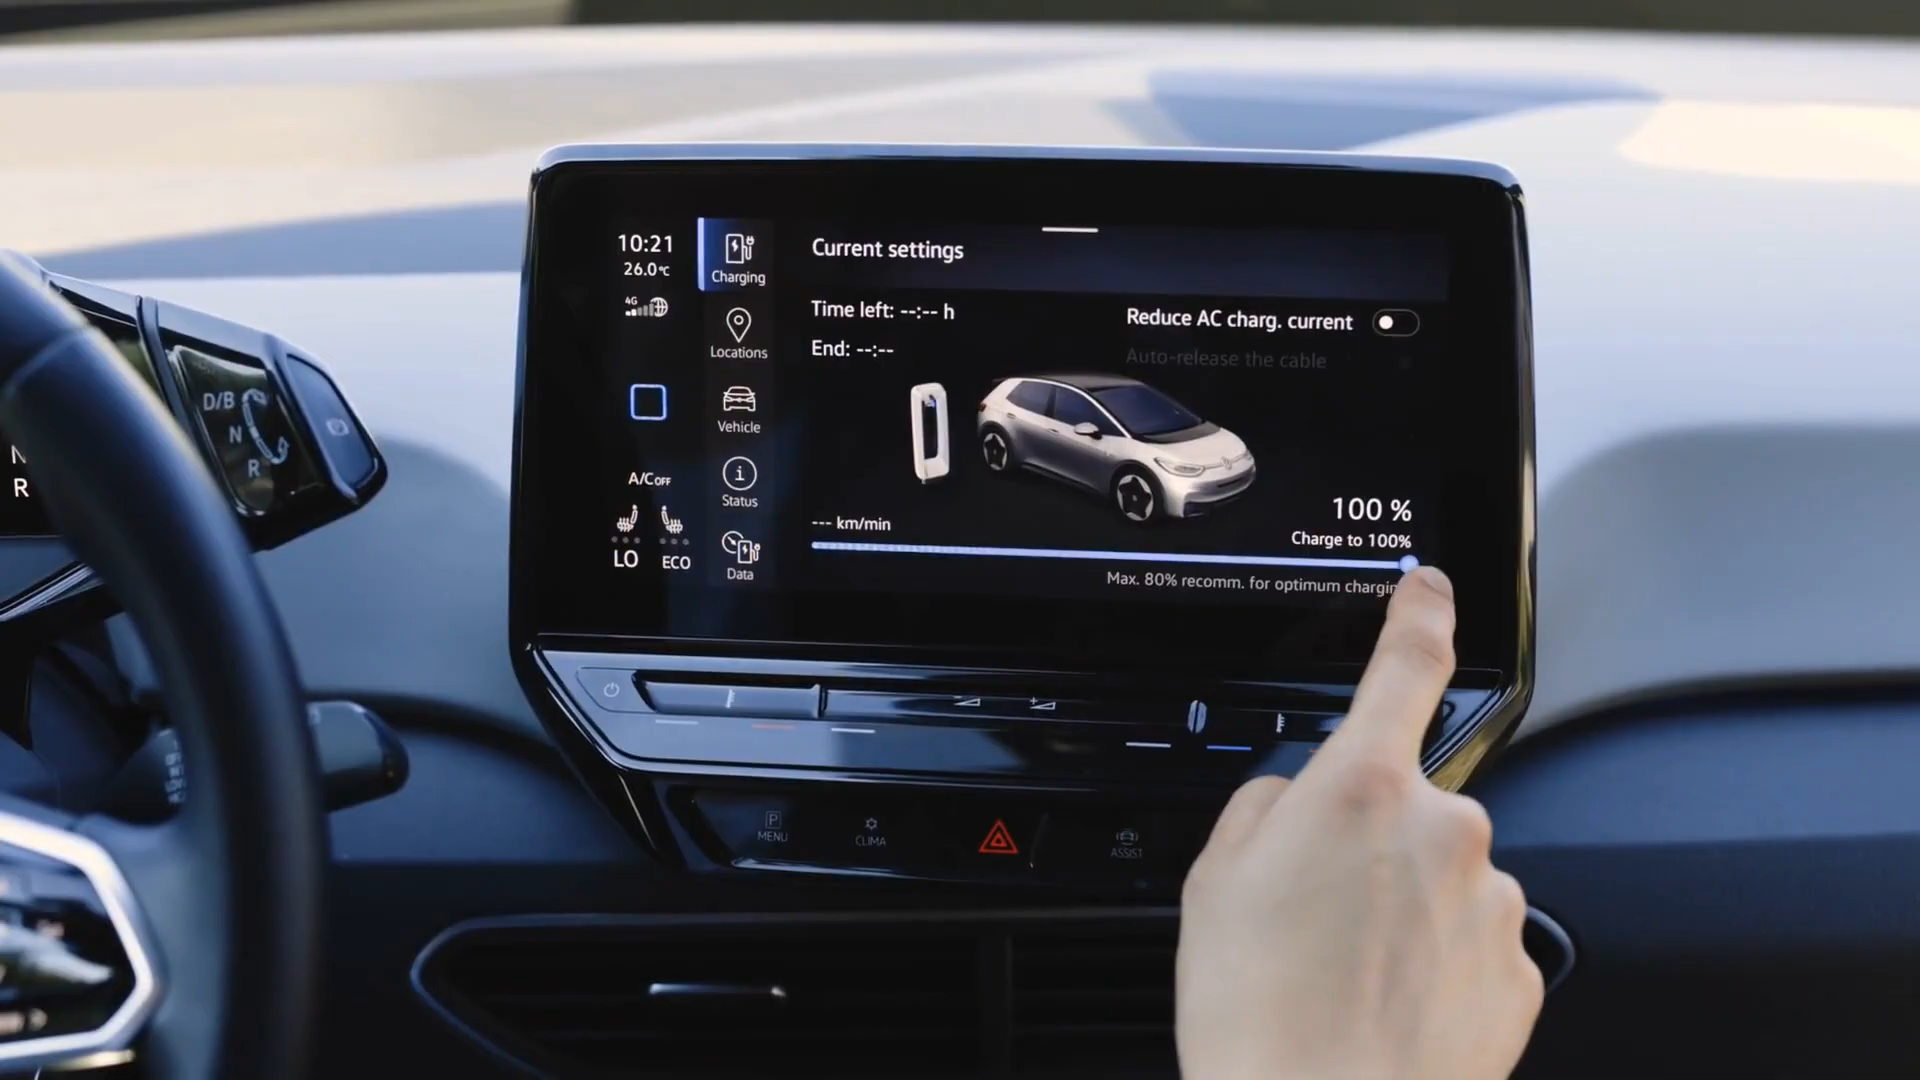 10:21
26.0°C
4G
A/C OFF
LO
ECO
Charging
Locations
Vehicle
Status
Data
Current settings
Time left: --:-- h
End: --:--
Reduce AC charg. current
Auto-release the cable
--- km/min
100 %
Charge to 100%
Max. 80% recomm. for optimum
D/B
N
R
N
R
P
MENU
CLIMA
ASSIST